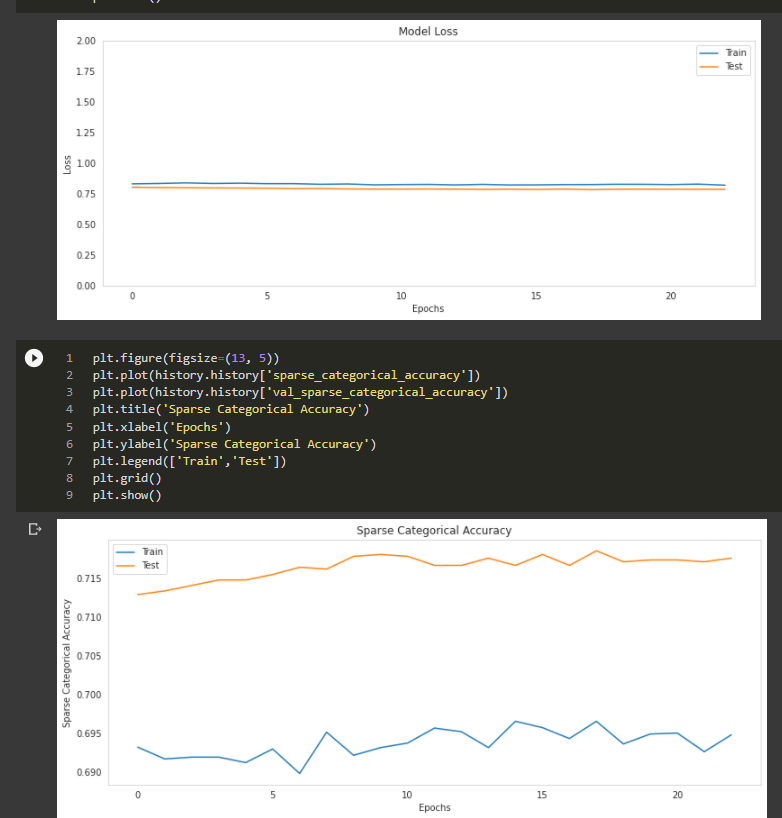 Model Loss
2.00
Train
Test
1.75
1.50
1.25
Loss
1.00
0.75
0.50
0.25
0.00
0 5 10 15 20
Epochs
1 plt.figure(figsize=(13, 5))
2 plt.plot(history.history['sparse_categorical_accuracy'])
3 plt.plot(history.history['val_sparse_categorical_accuracy'])
4 plt.title('Sparse Categorical Accuracy')
5 plt.xlabel('Epochs')
6 plt.ylabel('Sparse Categorical Accuracy')
7 plt.legend(['Train','Test'])
8 plt.grid()
9 plt.show()
Sparse Categorical Accuracy
Train
Test
0.715
0.710
0.705
Sparse Categorical Accuracy
0.700
0.695
0.690
0 5 10 15 20
Epochs